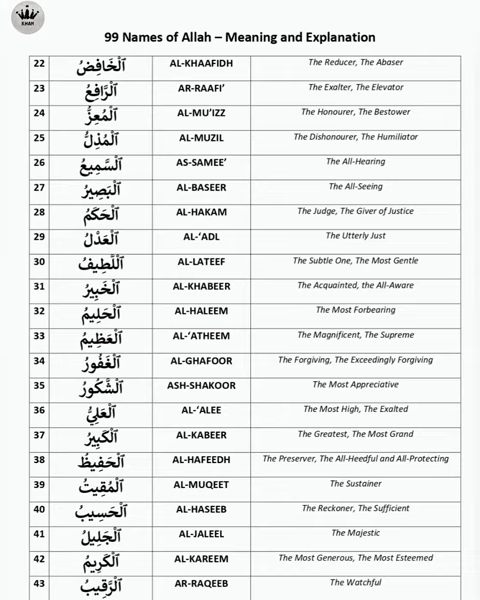 KHAN
99 Names of Allah – Meaning and Explanation
22 ٱلْخَافِضُ AL-KHAAFIDH The Reducer, The Abaser
23 ٱلْرَّافِعُ AR-RAAFI’ The Exalter, The Elevator
24 ٱلْمُعِزُّ AL-MU’IZZ The Honourer, The Bestower
25 ٱلْمُذِلُّ AL-MUZIL The Dishonourer, The Humiliator
26 ٱلْسَّمِيعُ AS-SAMEE’ The All-Hearing
27 ٱلْبَصِيرُ AL-BASEER The All-Seeing
28 ٱلْحَكَمُ AL-HAKAM The Judge, The Giver of Justice
29 ٱلْعَدْلُ AL-‘ADL The Utterly Just
30 ٱللَّطِيفُ AL-LATEEF The Subtle One, The Most Gentle
31 ٱلْخَبِيرُ AL-KHABEER The Acquainted, the All-Aware
32 ٱلْحَلِيمُ AL-HALEEM The Most Forbearing
33 ٱلْعَظِيمُ AL-‘ATHEEM The Magnificent, The Supreme
34 ٱلْغَفُورُ AL-GHAFOOR The Forgiving, The Exceedingly Forgiving
35 ٱلْشَّكُورُ ASH-SHAKOOR The Most Appreciative
36 ٱلْعَلِيُّ AL-‘ALEE The Most High, The Exalted
37 ٱلْكَبِيرُ AL-KABEER The Greatest, The Most Grand
38 ٱلْحَفِيظُ AL-HAFEEDH The Preserver, The All-Heedful and All-Protecting
39 ٱلْمُقِيتُ AL-MUQEET The Sustainer
40 ٱلْحَسِيبُ AL-HASEEB The Reckoner, The Sufficient
41 ٱلْجَلِيلُ AL-JALEEL The Majestic
42 ٱلْكَرِيمُ AL-KAREEM The Most Generous, The Most Esteemed
43 ٱلْرَّقِيبُ AR-RAQEEB The Watchful